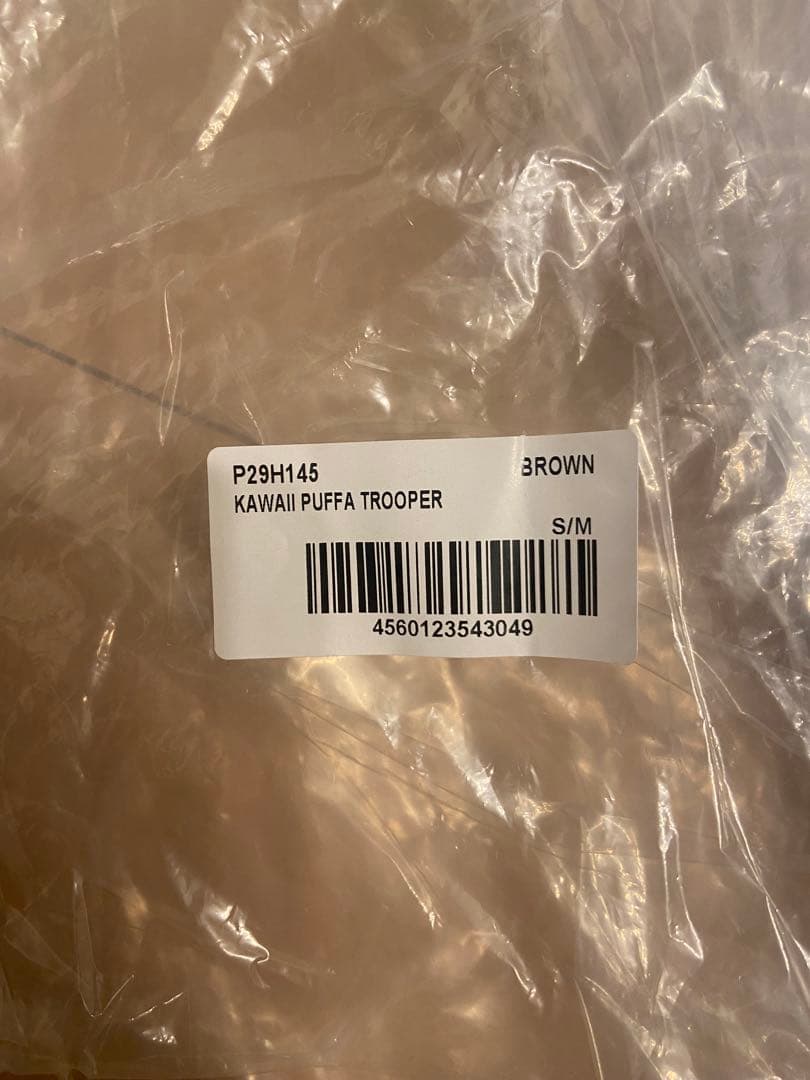 P29H145 BROWN
KAWAII PUFFA TROOPER
S/M
4560123543049